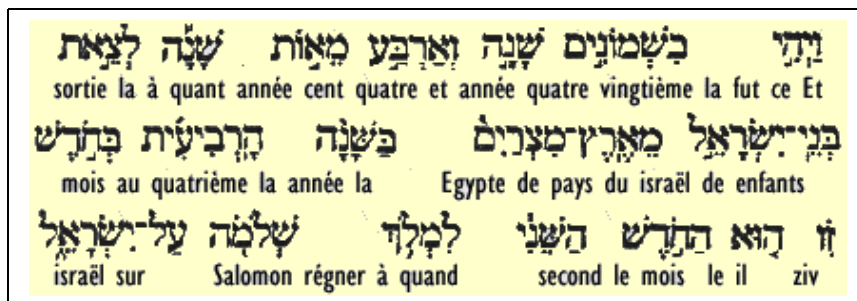 וַיְהִ֣י בִשְׁמוֹנִ֣ים שָׁנָ֣ה וְאַרְבַּ֣ע מֵא֣וֹת שָׁנָ֡ה לְצֵ֣את
sortie la à quant année cent quatre et année quatre vingtième la fut ce Et
בְּנֵֽי־יִשְׂרָאֵ֣ל מֵאֶֽרֶץ־מִצְרַיִם֩ בַּשָּׁנָ֨ה הָרְבִיעִ֜ית בְּחֹ֣דֶשׁ
mois au quatrième la année la Egypte de pays du israël de enfants
זִ֗ו ה֚וּא הַחֹ֣דֶשׁ הַשֵּׁנִ֔י לִמְלֹ֥ךְ שְׁלֹמֹ֖ה עַל־יִשְׂרָאֵ֑ל
israël sur Salomon régner à quand second le mois le il ziv